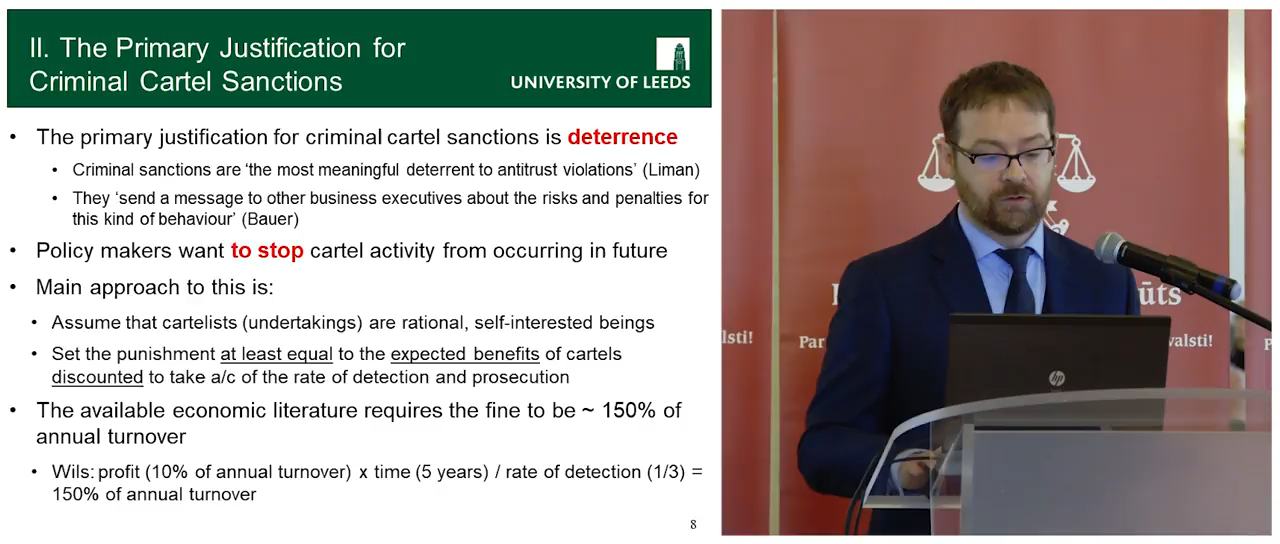 II. The Primary Justification for
Criminal Cartel Sanctions
UNIVERSITY OF LEEDS
• The primary justification for criminal cartel sanctions is deterrence
• Criminal sanctions are ‘the most meaningful deterrent to antitrust violations’ (Liman)
• They ‘send a message to other business executives about the risks and penalties for
this kind of behaviour’ (Bauer)
• Policy makers want to stop cartel activity from occurring in future
• Main approach to this is:
• Assume that cartelists (undertakings) are rational, self-interested beings
• Set the punishment at least equal to the expected benefits of cartels
discounted to take a/c of the rate of detection and prosecution
• The available economic literature requires the fine to be ~ 150% of
annual turnover
• Wils: profit (10% of annual turnover) x time (5 years) / rate of detection (1/3) =
150% of annual turnover
8
ūts
lsti!
Par
valsti!
hp